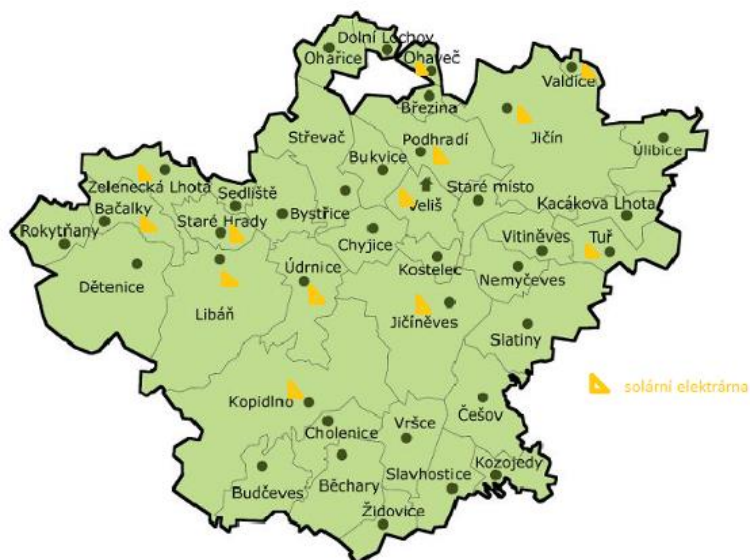 Dolní Lochov
Ohařice
Ohaveč
Valdice
Březina
Střevač
Podhradí
Jičín
Úlibice
Bukvice
Zelenecká Lhota
Sedliště
Veliš
Staré místo
Kacákova Lhota
Bačalky
Staré Hrady
Bystřice
Rokytňany
Chyjice
Vitiněves
Tuř
Dětenice
Údrnice
Kostelec
Nemyčeves
Libáň
Jičíněves
Slatiny
solární elektrárna
Kopidlno
Češov
Cholenice
Vršce
Kozojedy
Budčeves
Běchary
Slavhostice
Židovice